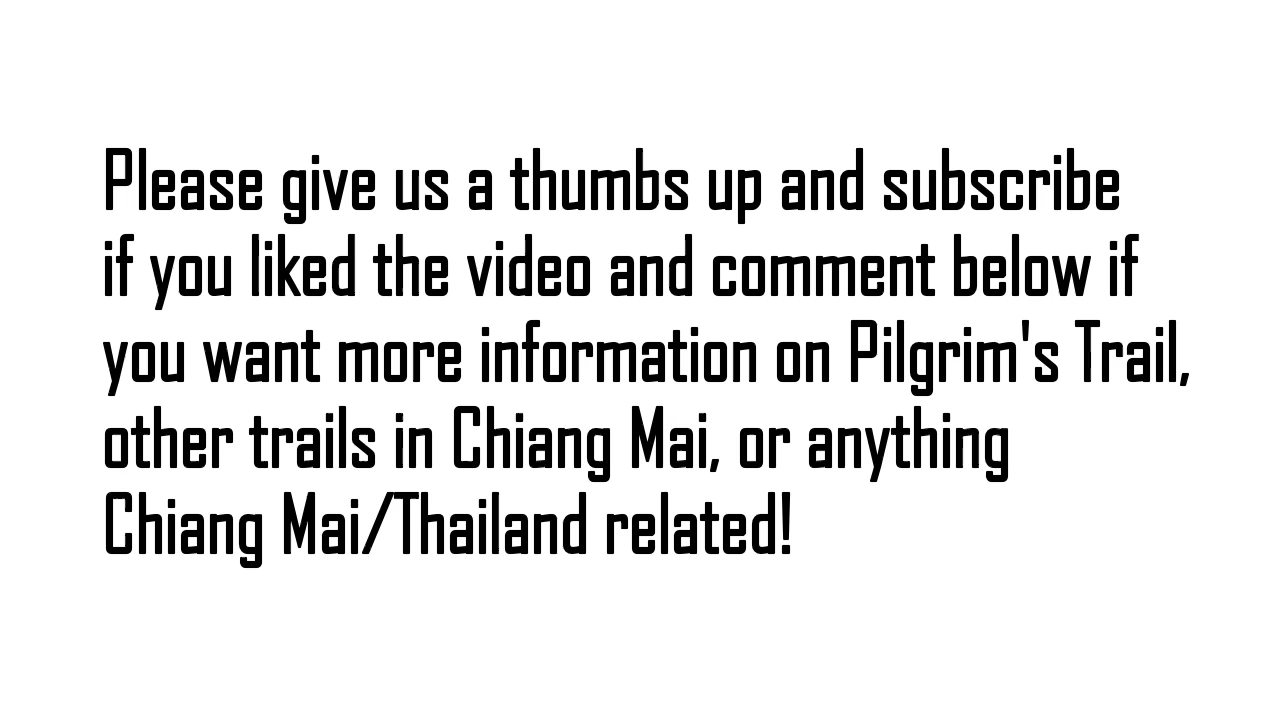 Please give us a thumbs up and subscribe
if you liked the video and comment below if
you want more information on Pilgrim's Trail,
other trails in Chiang Mai, or anything
Chiang Mai/Thailand related!